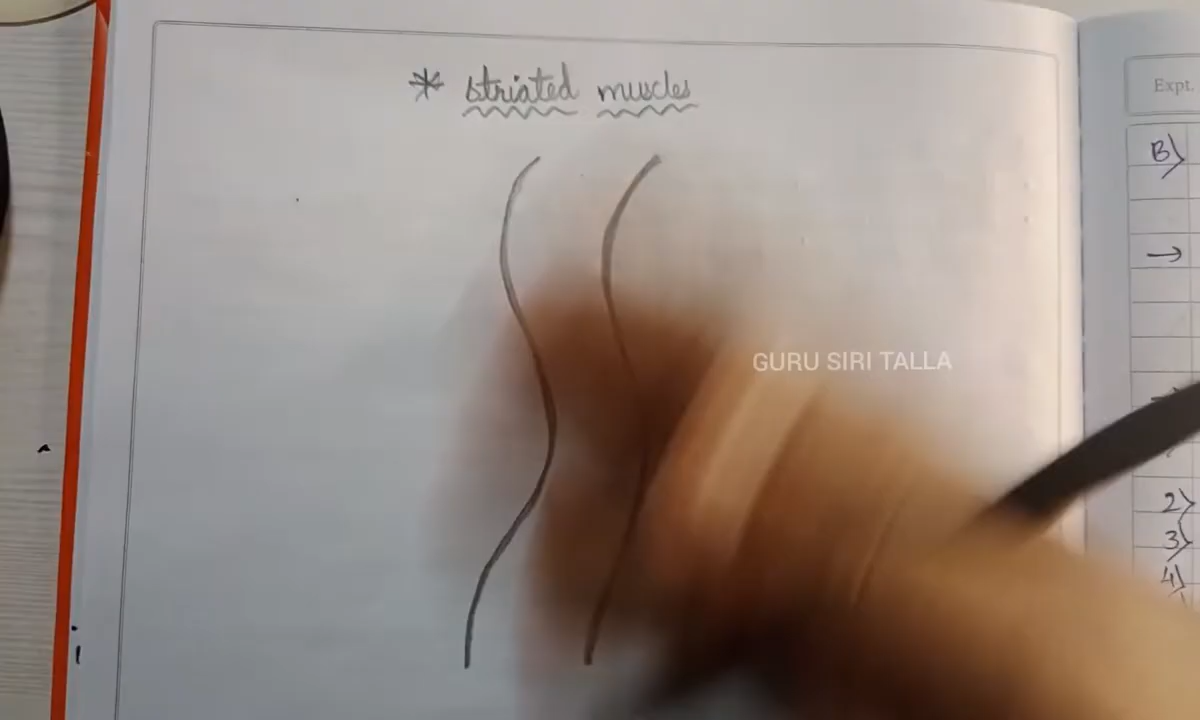 * Striated muscles
GURU SIRI TALLA
Expt.
B)
→
2)
3)
4)